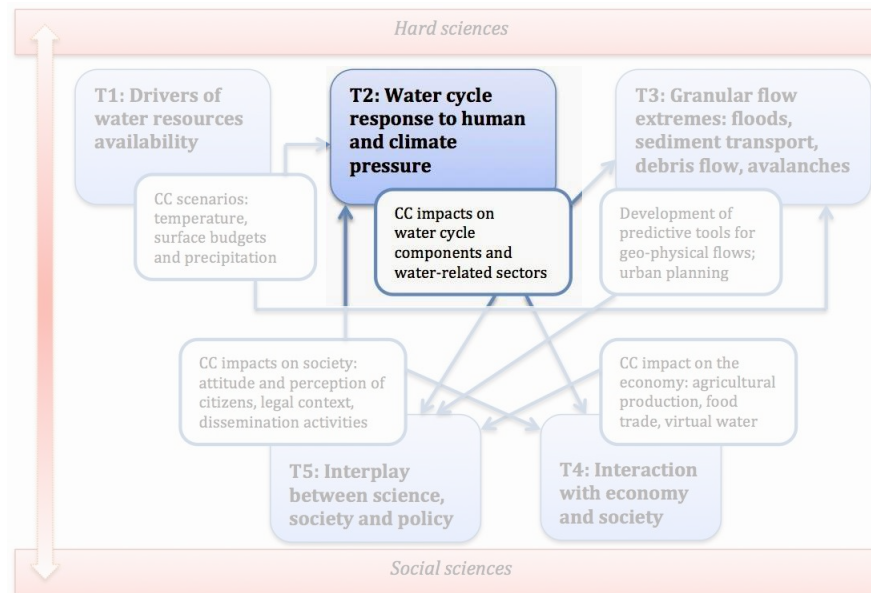 Hard sciences
T1: Drivers of
water resources
availability
T2: Water cycle
response to human
and climate
pressure
T3: Granular flow
extremes: floods,
sediment transport,
debris flow, avalanches
CC scenarios:
temperature,
surface budgets
and precipitation
CC impacts on
water cycle
components and
water-related sectors
Development of
predictive tools for
geo-physical flows;
urban planning
CC impacts on society:
attitude and perception of
citizens, legal context,
dissemination activities
CC impact on the
economy: agricultural
production, food
trade, virtual water
T5: Interplay
between science,
society and policy
T4: Interaction
with economy
and society
Social sciences